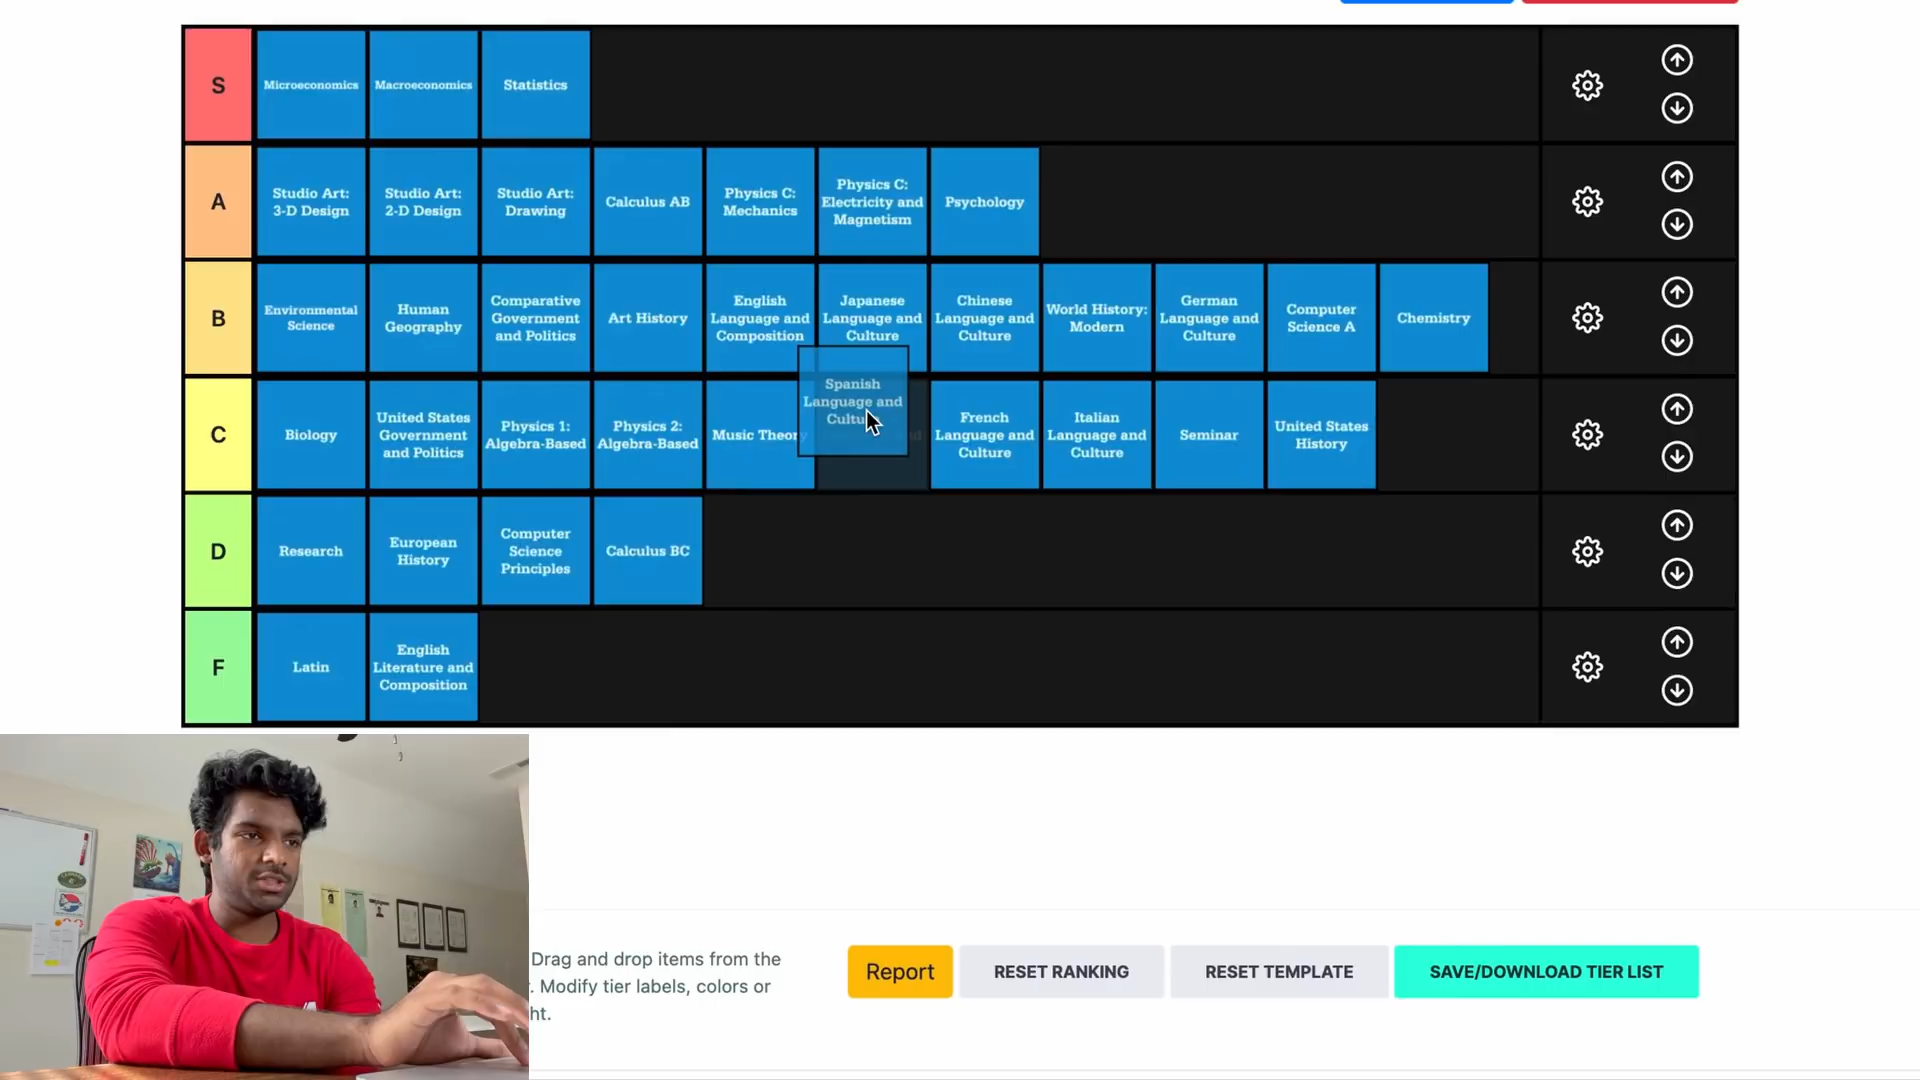 S
Microeconomics
Macroeconomics
Statistics
A
Studio Art:
3-D Design
Studio Art:
2-D Design
Studio Art:
Drawing
Calculus AB
Physics C:
Mechanics
Physics C:
Electricity and
Magnetism
Psychology
B
Environmental
Science
Human
Geography
Comparative
Government
and Politics
Art History
English
Language and
Composition
Japanese
Language and
Culture
Chinese
Language and
Culture
World History:
Modern
German
Language and
Culture
Computer
Science A
Chemistry
C
Biology
United States
Government
and Politics
Physics 1:
Algebra-Based
Physics 2:
Algebra-Based
Music Theory
Spanish
Language and
Culture
French
Language and
Culture
Italian
Language and
Culture
Seminar
United States
History
D
Research
European
History
Computer
Science
Principles
Calculus BC
F
Latin
English
Literature and
Composition
Drag and drop items from the
. Modify tier labels, colors or
ht.
Report
RESET RANKING
RESET TEMPLATE
SAVE/DOWNLOAD TIER LIST